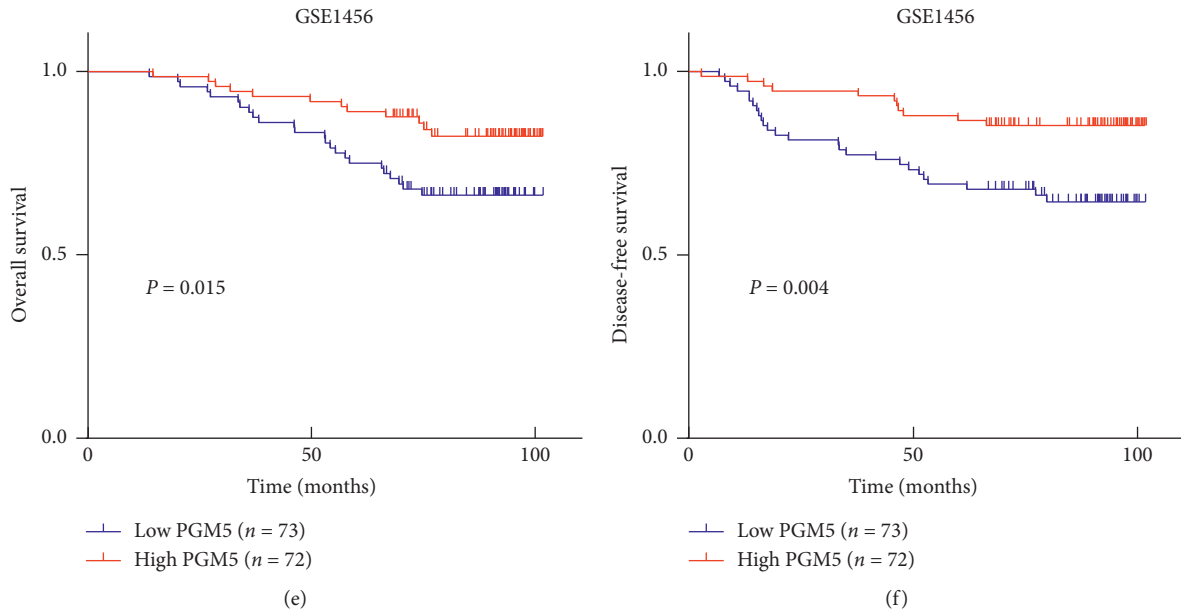 GSE1456
1.0
0.5
0.0
Overall survival
P = 0.015
0
50
100
Time (months)
Low PGM5 (n = 73)
High PGM5 (n = 72)
(e)
GSE1456
1.0
0.5
0.0
Disease-free survival
P = 0.004
0
50
100
Time (months)
Low PGM5 (n = 73)
High PGM5 (n = 72)
(f)